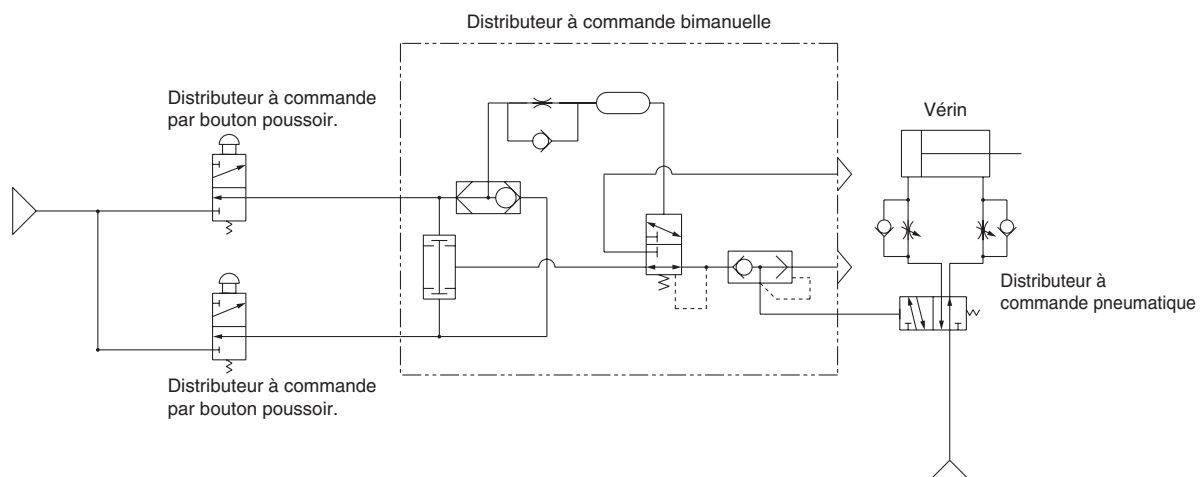 Distributeur à commande bimanuelle
Distributeur à commande
par bouton poussoir.
Vérin
Distributeur à
commande pneumatique
Distributeur à commande
par bouton poussoir.